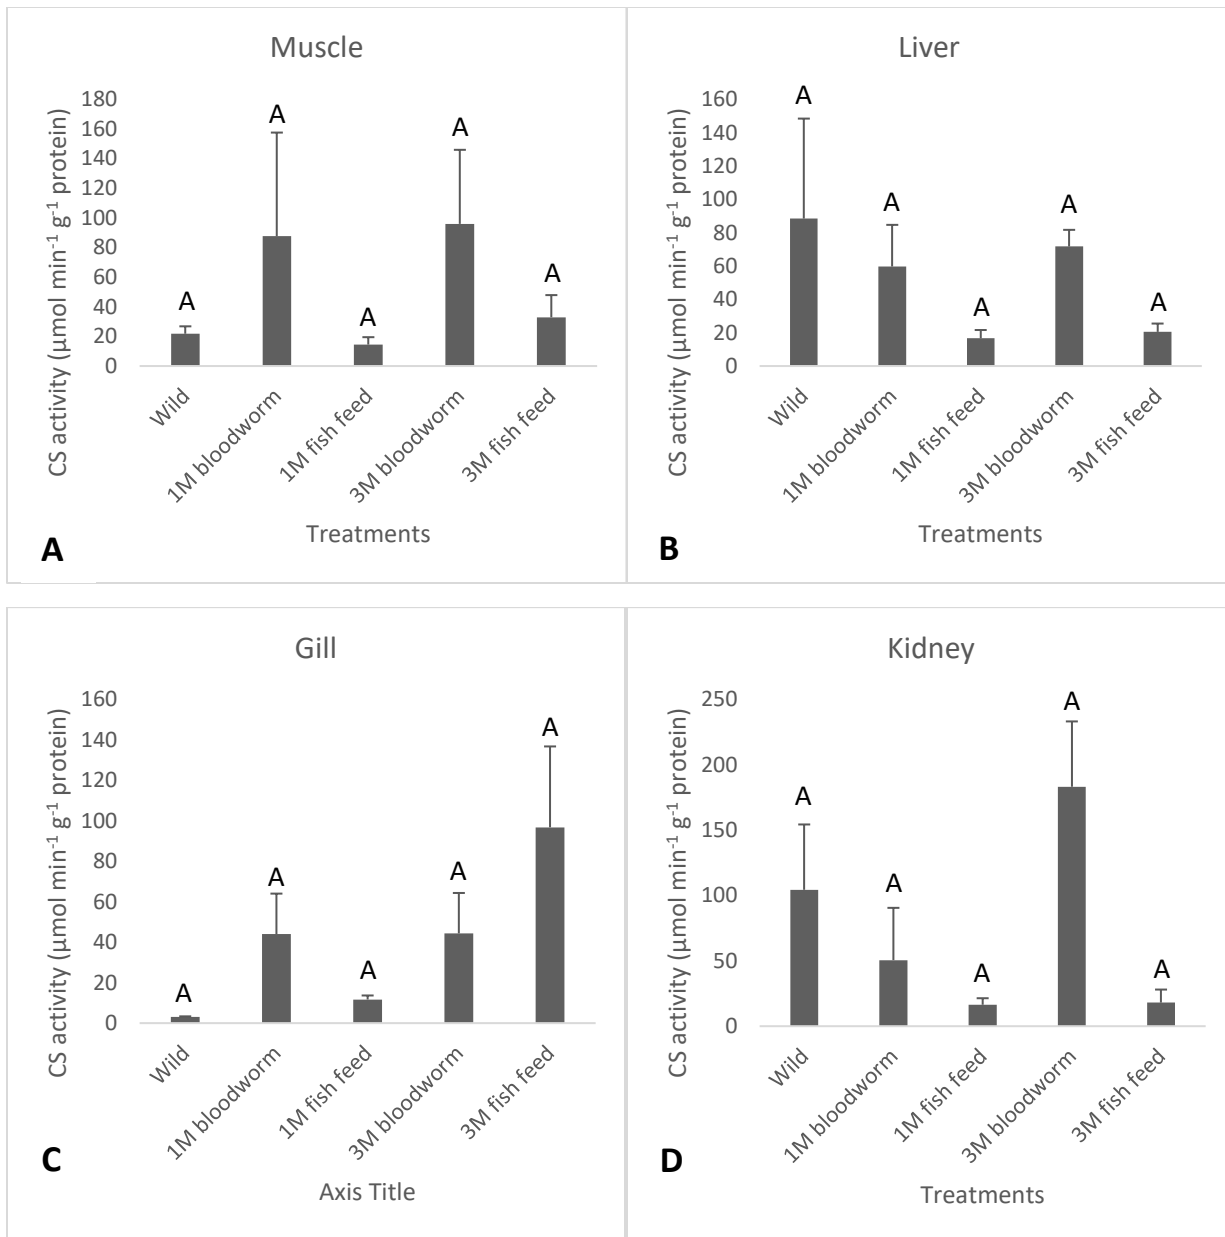 Muscle
CS activity (µmol min⁻¹ g⁻¹ protein)
180
160
140
120
100
80
60
40
20
0
A
A
A
A
A
Wild
1M bloodworm
1M fish feed
3M bloodworm
3M fish feed
Treatments
A
Liver
CS activity (µmol min⁻¹ g⁻¹ protein)
160
140
120
100
80
60
40
20
0
A
A
A
A
A
Wild
1M bloodworm
1M fish feed
3M bloodworm
3M fish feed
Treatments
B
Gill
CS activity (µmol min⁻¹ g⁻¹ protein)
160
140
120
100
80
60
40
20
0
A
A
A
A
A
Wild
1M bloodworm
1M fish feed
3M bloodworm
3M fish feed
Axis Title
C
Kidney
CS activity (µmol min⁻¹ g⁻¹ protein)
250
200
150
100
50
0
A
A
A
A
A
Wild
1M bloodworm
1M fish feed
3M bloodworm
3M fish feed
Treatments
D